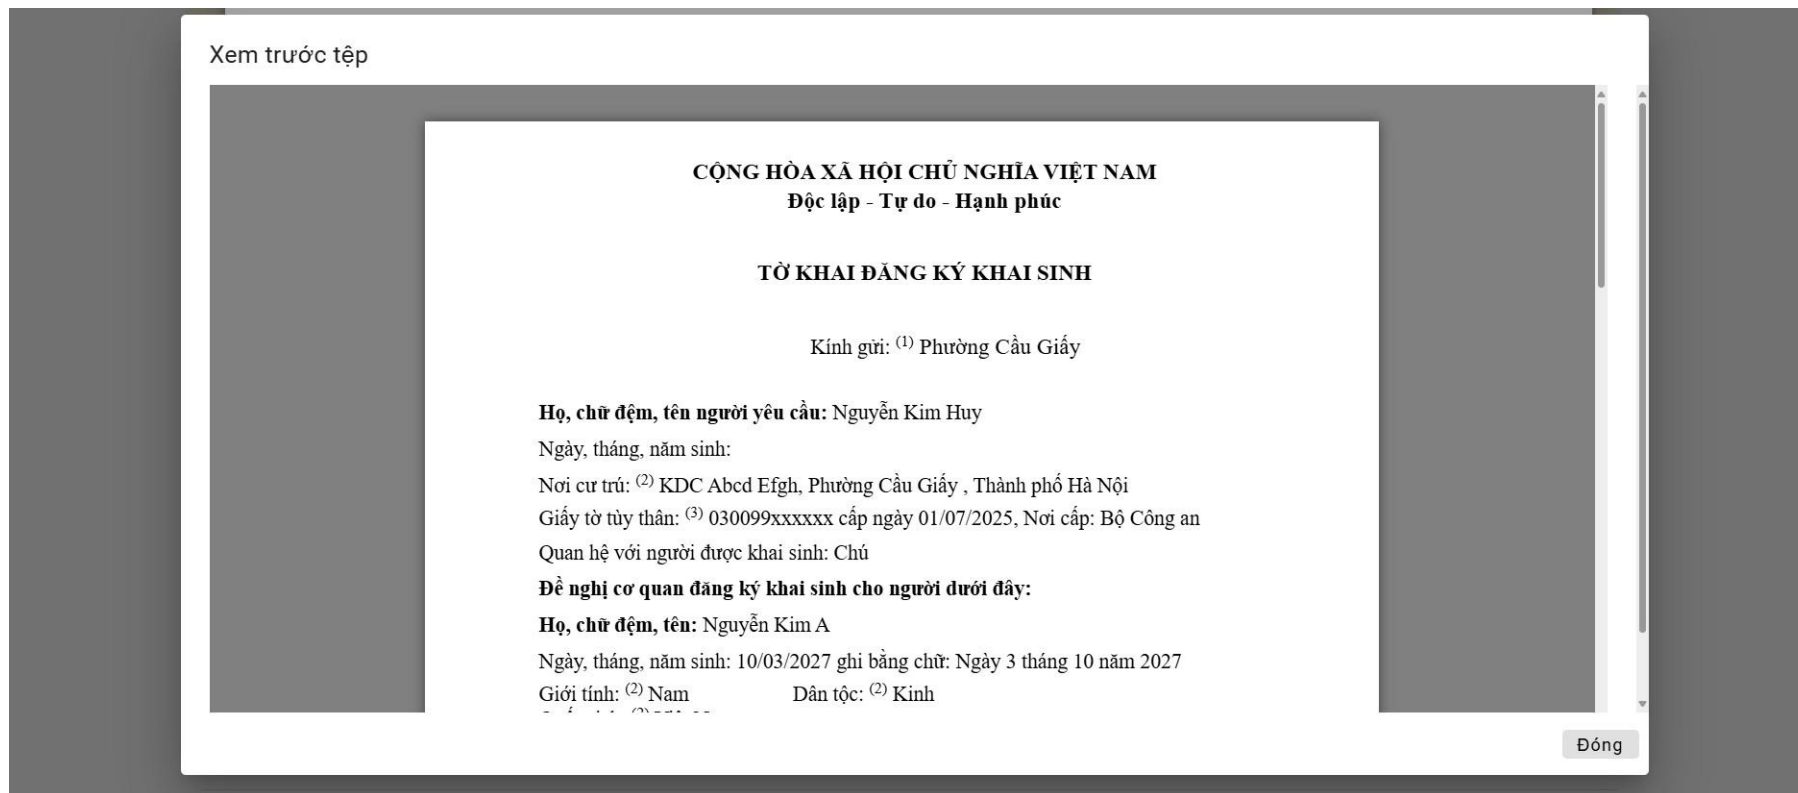 Xem trước tệp
CỘNG HÒA XÃ HỘI CHỦ NGHĨA VIỆT NAM
Độc lập - Tự do - Hạnh phúc
TỜ KHAI ĐĂNG KÝ KHAI SINH
Kính gửi: (1) Phường Cầu Giấy
Họ, chữ đệm, tên người yêu cầu: Nguyễn Kim Huy
Ngày, tháng, năm sinh:
Nơi cư trú: (2) KDC Abcd Efgh, Phường Cầu Giấy , Thành phố Hà Nội
Giấy tờ tùy thân: (3) 030099xxxxxx cấp ngày 01/07/2025, Nơi cấp: Bộ Công an
Quan hệ với người được khai sinh: Chú
Đề nghị cơ quan đăng ký khai sinh cho người dưới đây:
Họ, chữ đệm, tên: Nguyễn Kim A
Ngày, tháng, năm sinh: 10/03/2027 ghi bằng chữ: Ngày 3 tháng 10 năm 2027
Giới tính: (2) Nam Dân tộc: (2) Kinh
Đóng